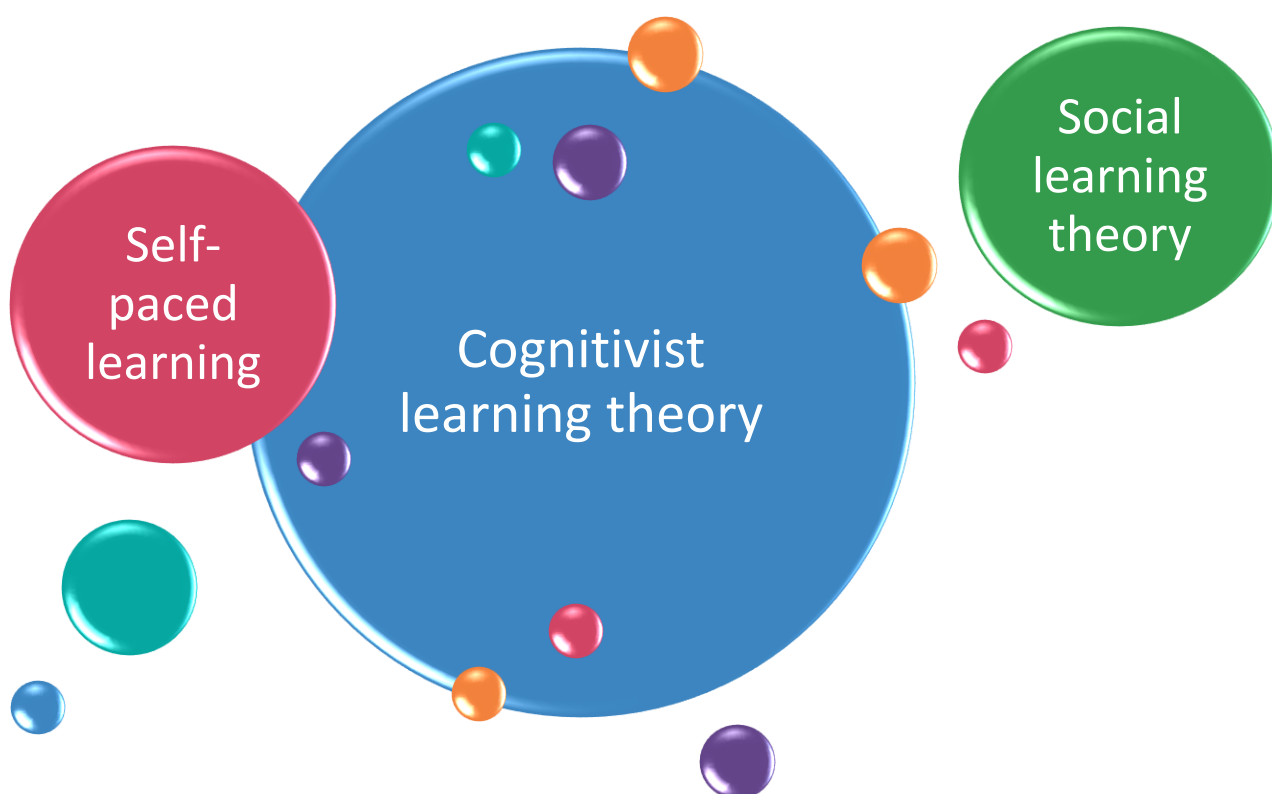 Self-
paced
learning
Cognitivist
learning theory
Social
learning
theory